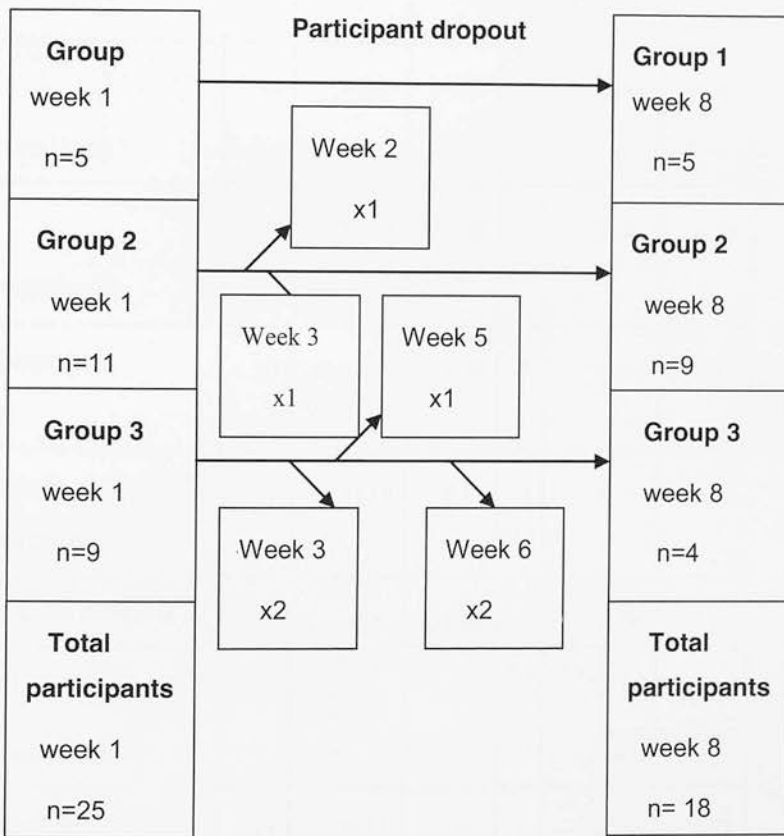 Participant dropout
Group
week 1
n=5
Group 1
week 8
n=5
Week 2
x1
Group 2
week 1
n=11
Group 2
week 8
n=9
Week 3
x1
Week 5
x1
Group 3
week 1
n=9
Group 3
week 8
n=4
Week 3
x2
Week 6
x2
Total
participants
week 1
n=25
Total
participants
week 8
n= 18